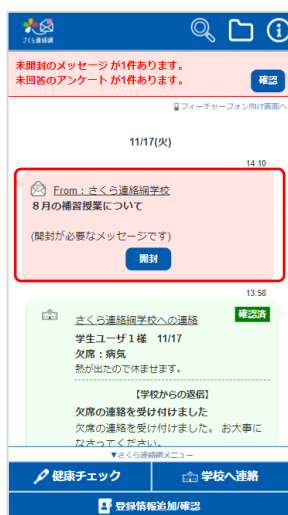 さくら連絡網
未開封のメッセージ が1件あります。
未回答のアンケート が1件あります。
確認
フィーチャーフォン向け画面へ
11/17(火)
14:10
From：さくら連絡網学校
８月の補習授業について
(開封が必要なメッセージです)
開封
13:58
さくら連絡網学校への連絡
確認済
学生ユーザ１様 11/17
欠席：病気
熱が出たので休ませます。
【学校からの返信】
欠席の連絡を受け付けました
欠席の連絡を受け付けました。 お大事に
なさってください。
▼さくら連絡網メニュー
健康チェック
学校へ連絡
登録情報追加/確認